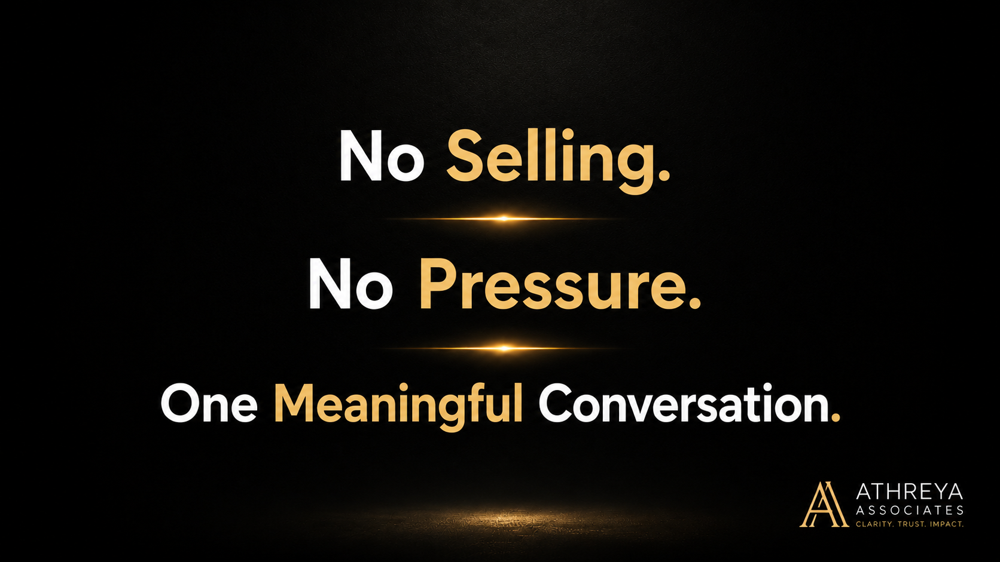 No Selling.
No Pressure.
One Meaningful Conversation.
ATHREYA
ASSOCIATES
CLARITY. TRUST. IMPACT.